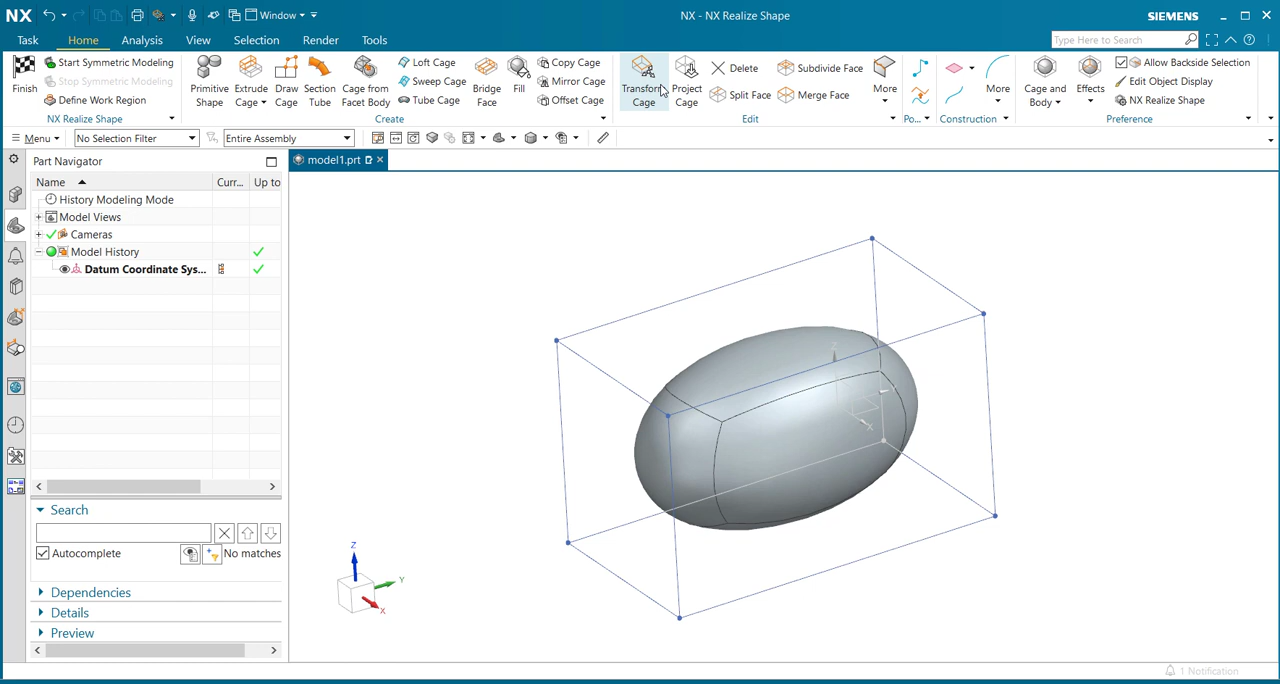 NX
Window
NX - NX Realize Shape
SIEMENS
Task Home Analysis View Selection Render Tools
Type Here to Search
Finish
Start Symmetric Modeling
Stop Symmetric Modeling
Define Work Region
NX Realize Shape
Primitive Shape
Extrude Cage
Draw Cage
Section Tube
Cage from Facet Body
Loft Cage
Sweep Cage
Tube Cage
Bridge Face
Fill
Copy Cage
Mirror Cage
Offset Cage
Create
Transform Cage
Project Cage
Delete
Split Face
Subdivide Face
Merge Face
More
Edit
Po...
More
Construction
Cage and Body
Effects
Allow Backside Selection
Edit Object Display
NX Realize Shape
Preference
Menu
No Selection Filter
Entire Assembly
Part Navigator
model1.prt
Name Curr... Up to
History Modeling Mode
Model Views
Cameras
Model History
Datum Coordinate Sys...
Z
X
Search
Autocomplete
No matches
Z
Y
X
Dependencies
Details
Preview
1 Notification